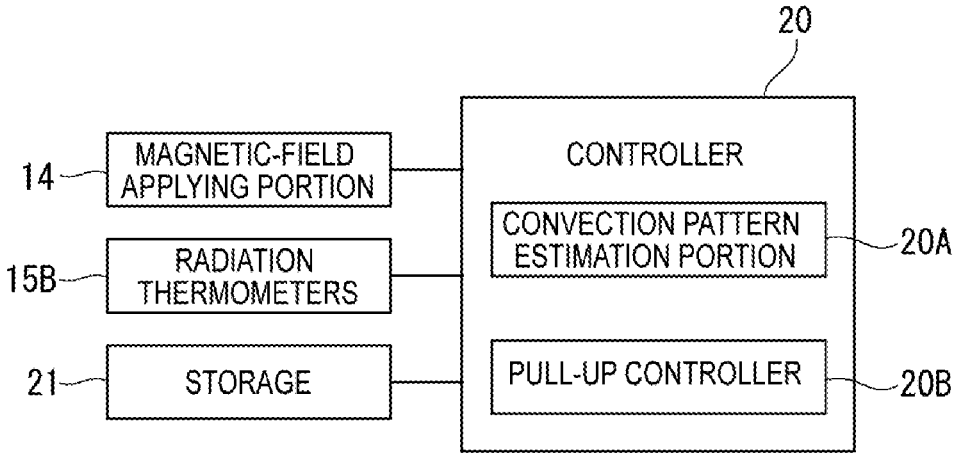 20
14
MAGNETIC-FIELD
APPLYING PORTION
CONTROLLER
CONVECTION PATTERN
ESTIMATION PORTION
20A
15B
RADIATION
THERMOMETERS
21
STORAGE
PULL-UP CONTROLLER
20B